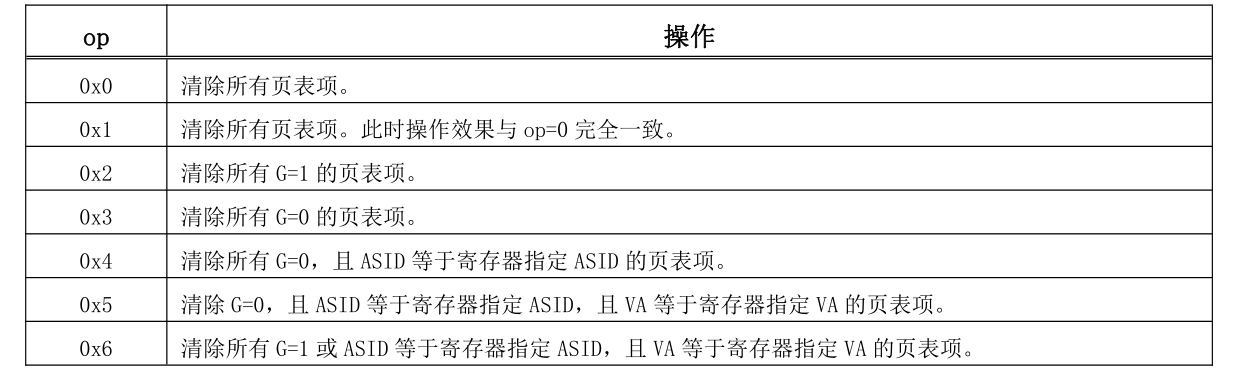 op 操作
0x0 清除所有页表项。
0x1 清除所有页表项。此时操作效果与 op=0 完全一致。
0x2 清除所有 G=1 的页表项。
0x3 清除所有 G=0 的页表项。
0x4 清除所有 G=0，且 ASID 等于寄存器指定 ASID 的页表项。
0x5 清除 G=0，且 ASID 等于寄存器指定 ASID，且 VA 等于寄存器指定 VA 的页表项。
0x6 清除所有 G=1 或 ASID 等于寄存器指定 ASID，且 VA 等于寄存器指定 VA 的页表项。